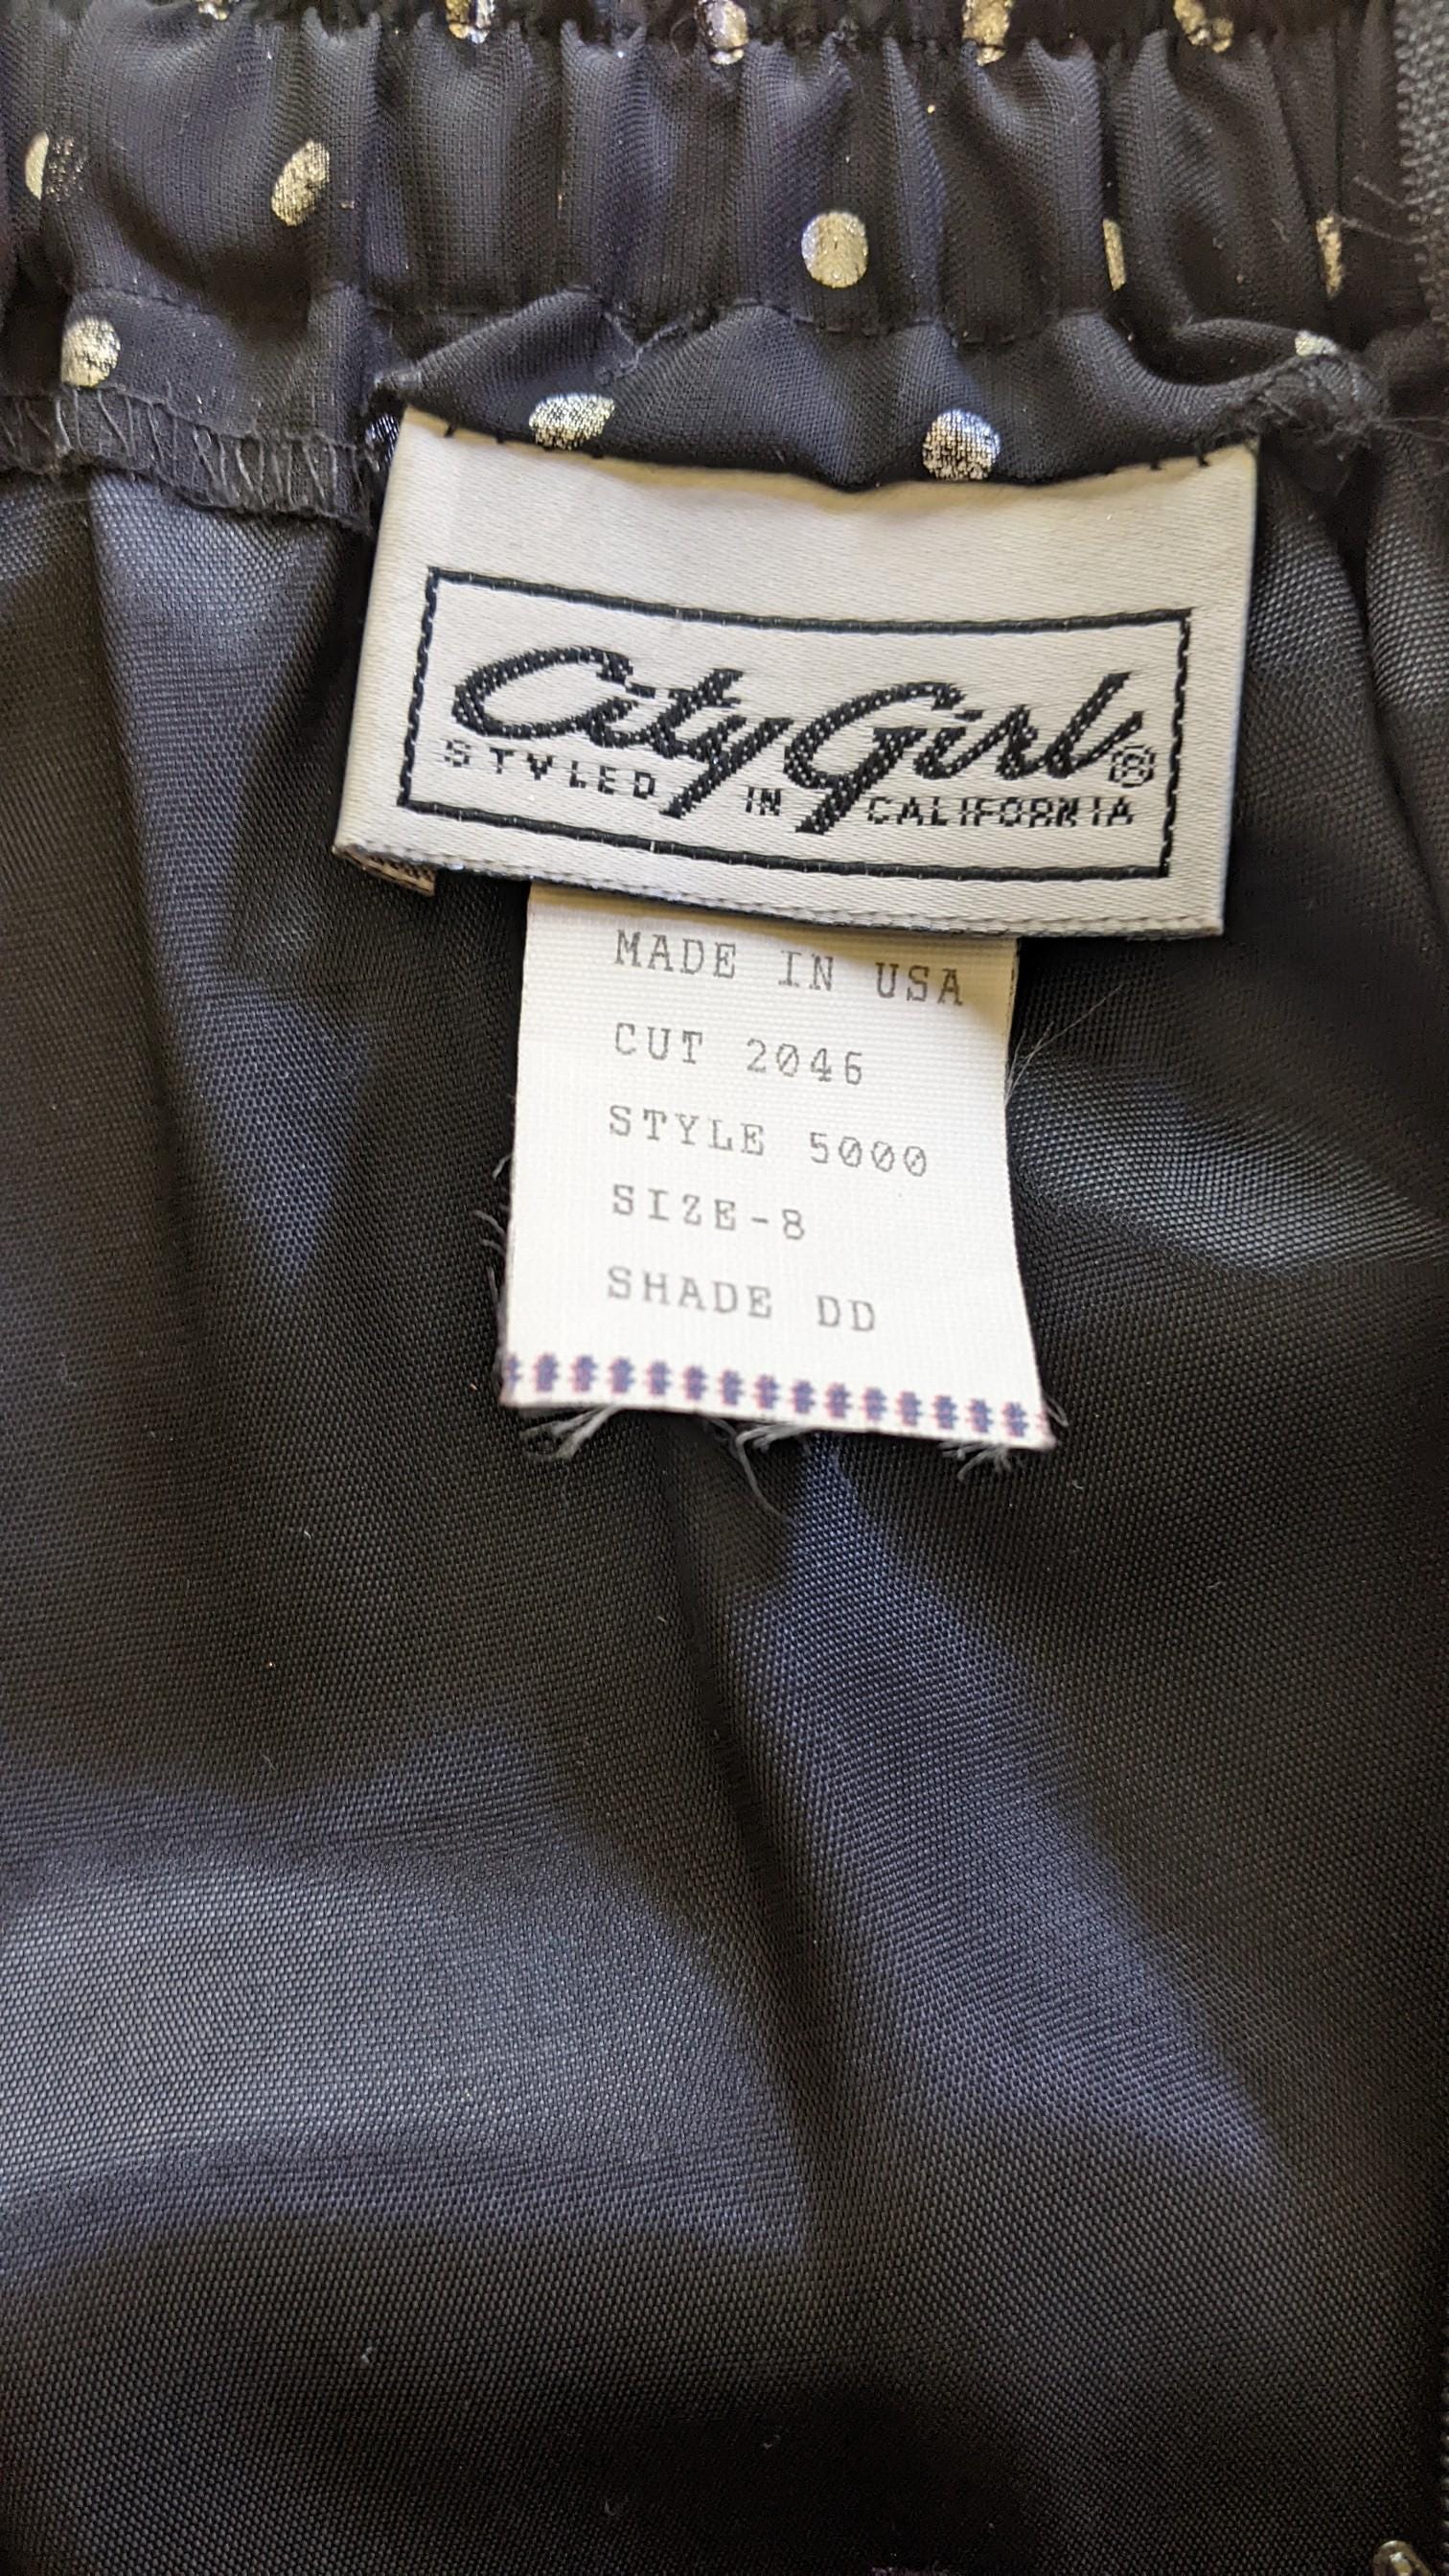 City Girl®
STYLED IN CALIFORNIA
MADE IN USA
CUT 2046
STYLE 5000
SIZE-8
SHADE DD